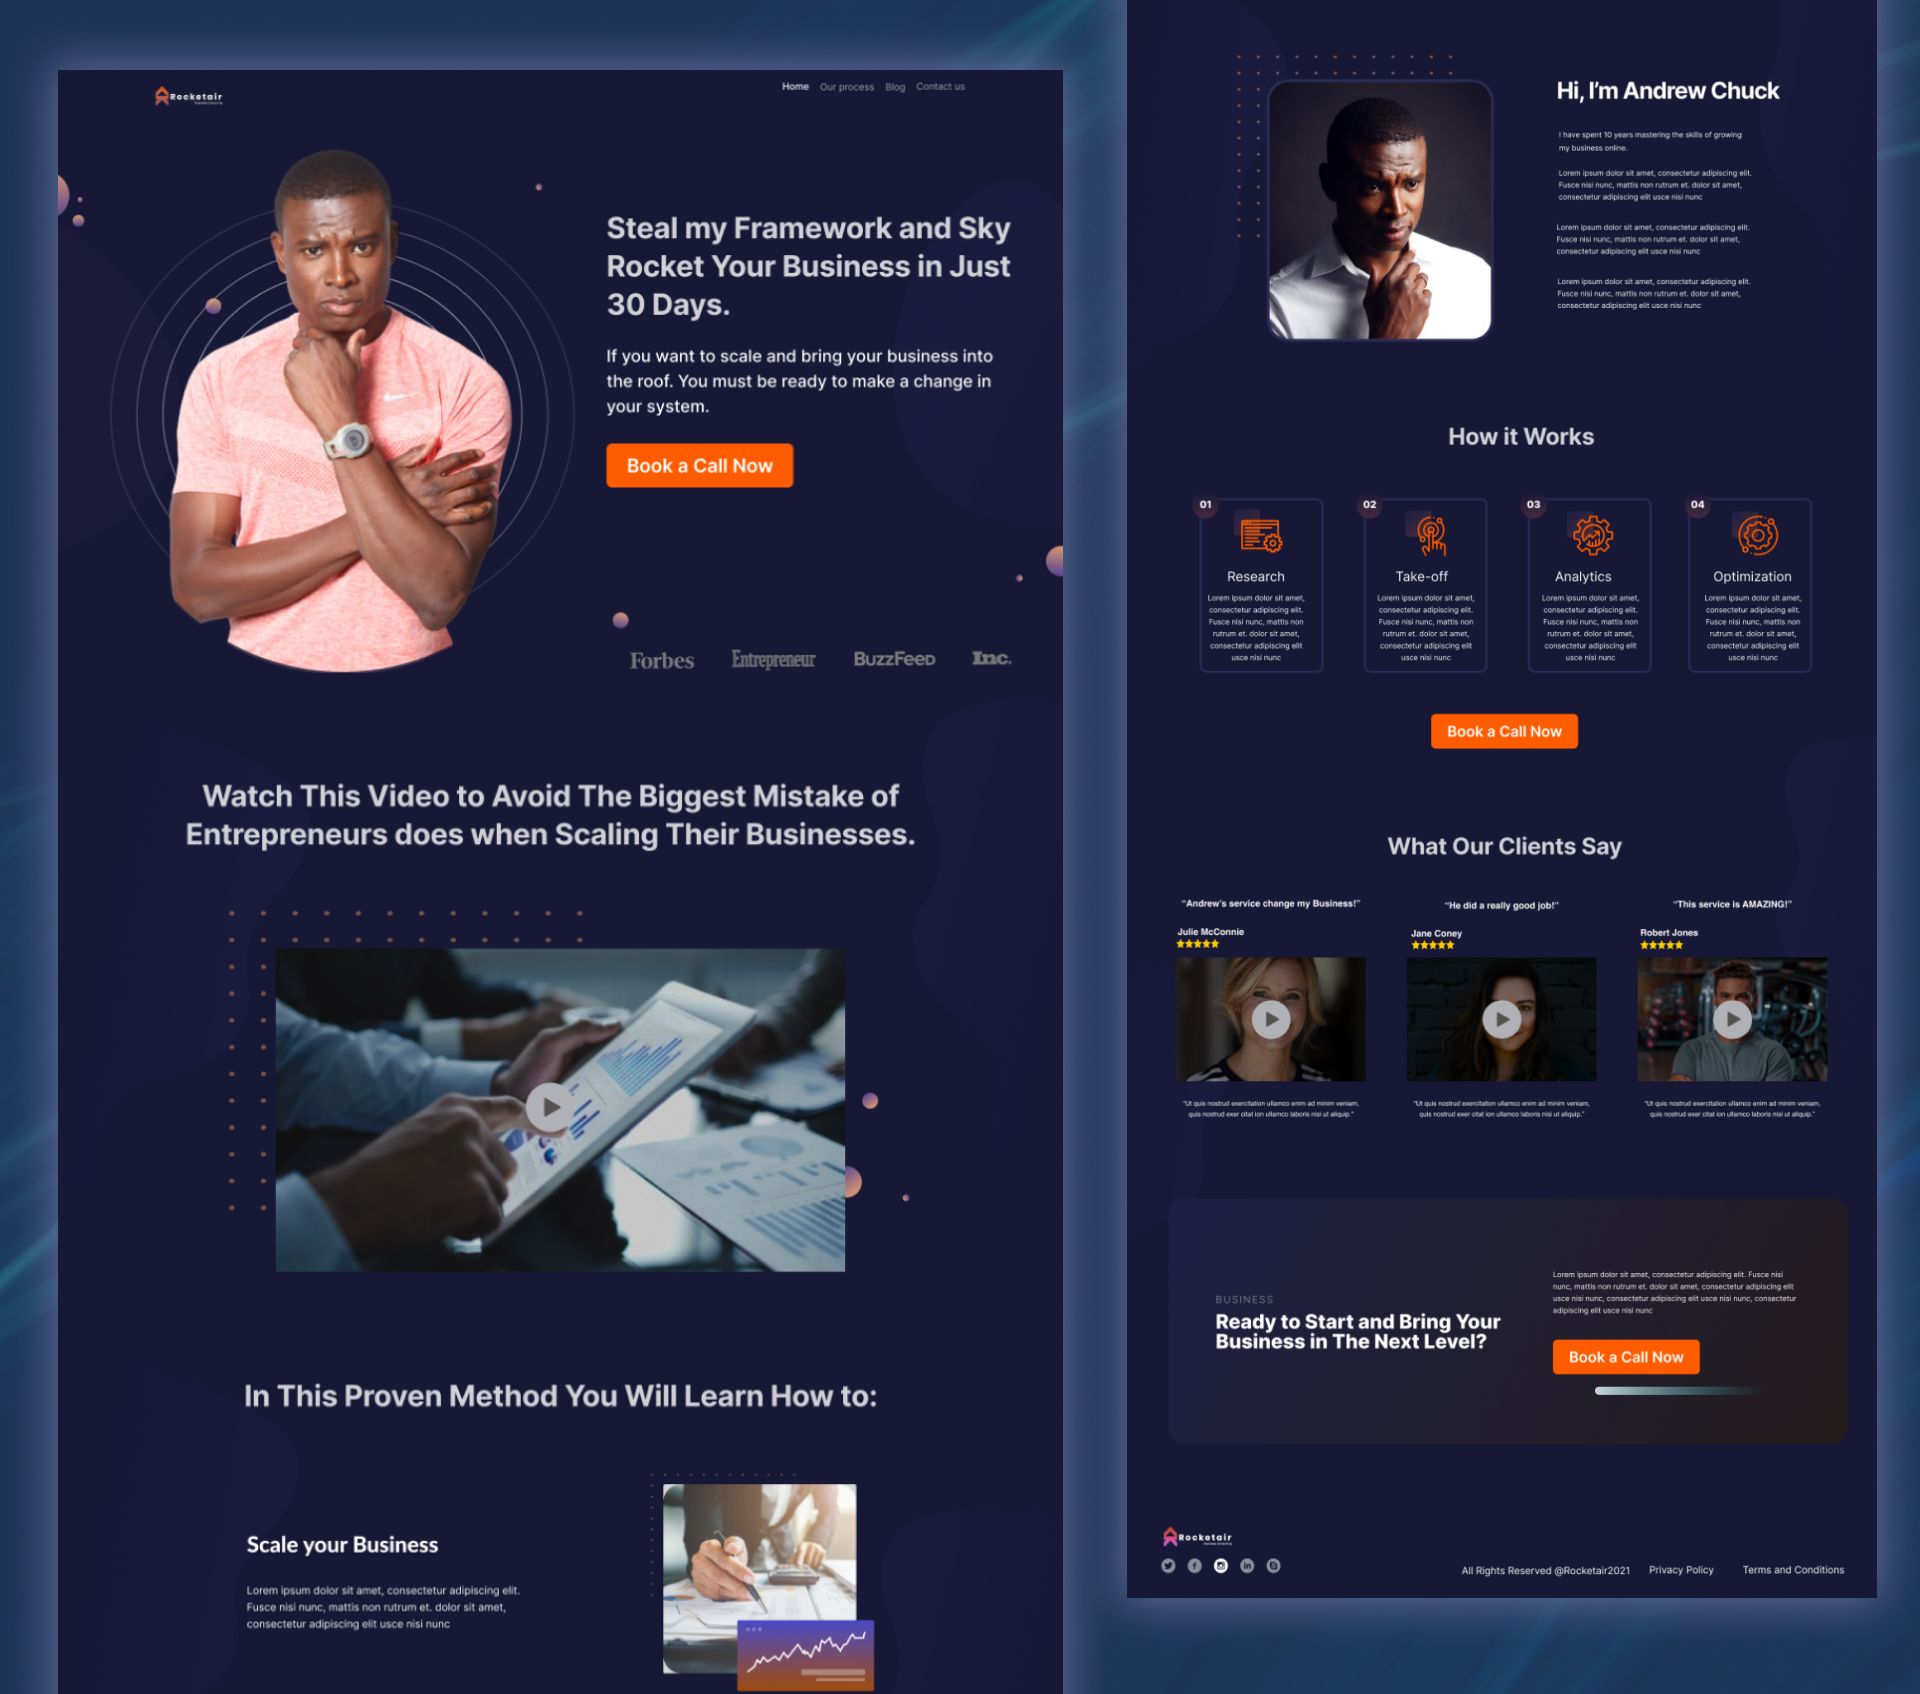 Rocketair
Home Our process Blog Contact us
Steal my Framework and Sky
Rocket Your Business in Just
30 Days.
If you want to scale and bring your business into
the roof. You must be ready to make a change in
your system.
Book a Call Now
Forbes Entrepreneur BuzzFeed Inc.
Watch This Video to Avoid The Biggest Mistake of
Entrepreneurs does when Scaling Their Businesses.
In This Proven Method You Will Learn How to:
Scale your Business
Lorem ipsum dolor sit amet, consectetur adipiscing elit.
Fusce nisi nunc, mattis non rutrum et. dolor sit amet,
consectetur adipiscing elit usce nisi nunc
Hi, I’m Andrew Chuck
I have spent 10 years mastering the skills of growing
my business online.
Lorem ipsum dolor sit amet, consectetur adipiscing elit.
Fusce nisi nunc, mattis non rutrum et. dolor sit amet,
consectetur adipiscing elit usce nisi nunc
Lorem ipsum dolor sit amet, consectetur adipiscing elit.
Fusce nisi nunc, mattis non rutrum et. dolor sit amet,
consectetur adipiscing elit usce nisi nunc
Lorem ipsum dolor sit amet, consectetur adipiscing elit.
Fusce nisi nunc, mattis non rutrum et. dolor sit amet,
consectetur adipiscing elit usce nisi nunc
How it Works
01
Research
Lorem ipsum dolor sit amet,
consectetur adipiscing elit.
Fusce nisi nunc, mattis non
rutrum et. dolor sit amet,
consectetur adipiscing elit
usce nisi nunc
02
Take-off
Lorem ipsum dolor sit amet,
consectetur adipiscing elit.
Fusce nisi nunc, mattis non
rutrum et. dolor sit amet,
consectetur adipiscing elit
usce nisi nunc
03
Analytics
Lorem ipsum dolor sit amet,
consectetur adipiscing elit.
Fusce nisi nunc, mattis non
rutrum et. dolor sit amet,
consectetur adipiscing elit
usce nisi nunc
04
Optimization
Lorem ipsum dolor sit amet,
consectetur adipiscing elit.
Fusce nisi nunc, mattis non
rutrum et. dolor sit amet,
consectetur adipiscing elit
usce nisi nunc
Book a Call Now
What Our Clients Say
“Andrew’s service change my Business!”
Julie McConnie
“Ut quis nostrud exercitation ullamco enim ad minim veniam,
quis nostrud exer citat ion ullamco laboris nisi ut aliquip.”
“He did a really good job!”
Jane Coney
“Ut quis nostrud exercitation ullamco enim ad minim veniam,
quis nostrud exer citat ion ullamco laboris nisi ut aliquip.”
“This service is AMAZING!”
Robert Jones
“Ut quis nostrud exercitation ullamco enim ad minim veniam,
quis nostrud exer citat ion ullamco laboris nisi ut aliquip.”
BUSINESS
Ready to Start and Bring Your
Business in The Next Level?
Lorem ipsum dolor sit amet, consectetur adipiscing elit. Fusce nisi
nunc, mattis non rutrum et. dolor sit amet, consectetur adipiscing elit
usce nisi nunc, consectetur adipiscing elit usce nisi nunc, consectetur
adipiscing elit usce nisi nunc
Book a Call Now
Rocketair
All Rights Reserved @Rocketair2021 Privacy Policy Terms and Conditions